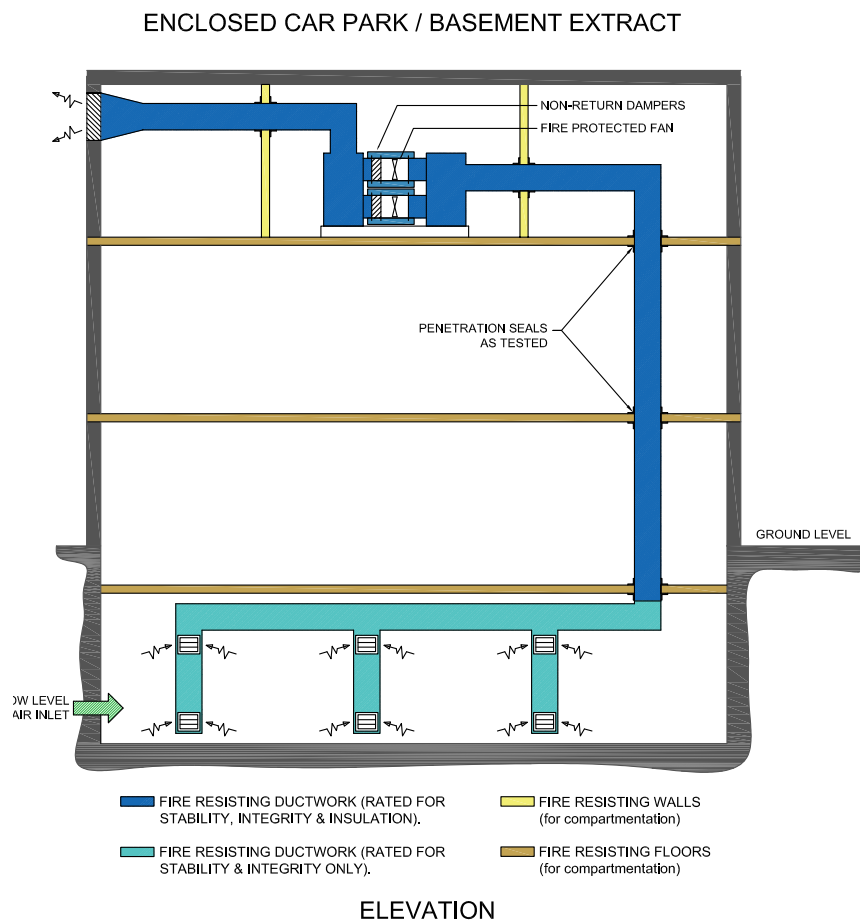 ENCLOSED CAR PARK / BASEMENT EXTRACT
NON-RETURN DAMPERS
FIRE PROTECTED FAN
PENETRATION SEALS
AS TESTED
GROUND LEVEL
OW LEVEL
AIR INLET
FIRE RESISTING DUCTWORK (RATED FOR
STABILITY, INTEGRITY & INSULATION).
FIRE RESISTING WALLS
(for compartmentation)
FIRE RESISTING DUCTWORK (RATED FOR
STABILITY & INTEGRITY ONLY).
FIRE RESISTING FLOORS
(for compartmentation)
ELEVATION